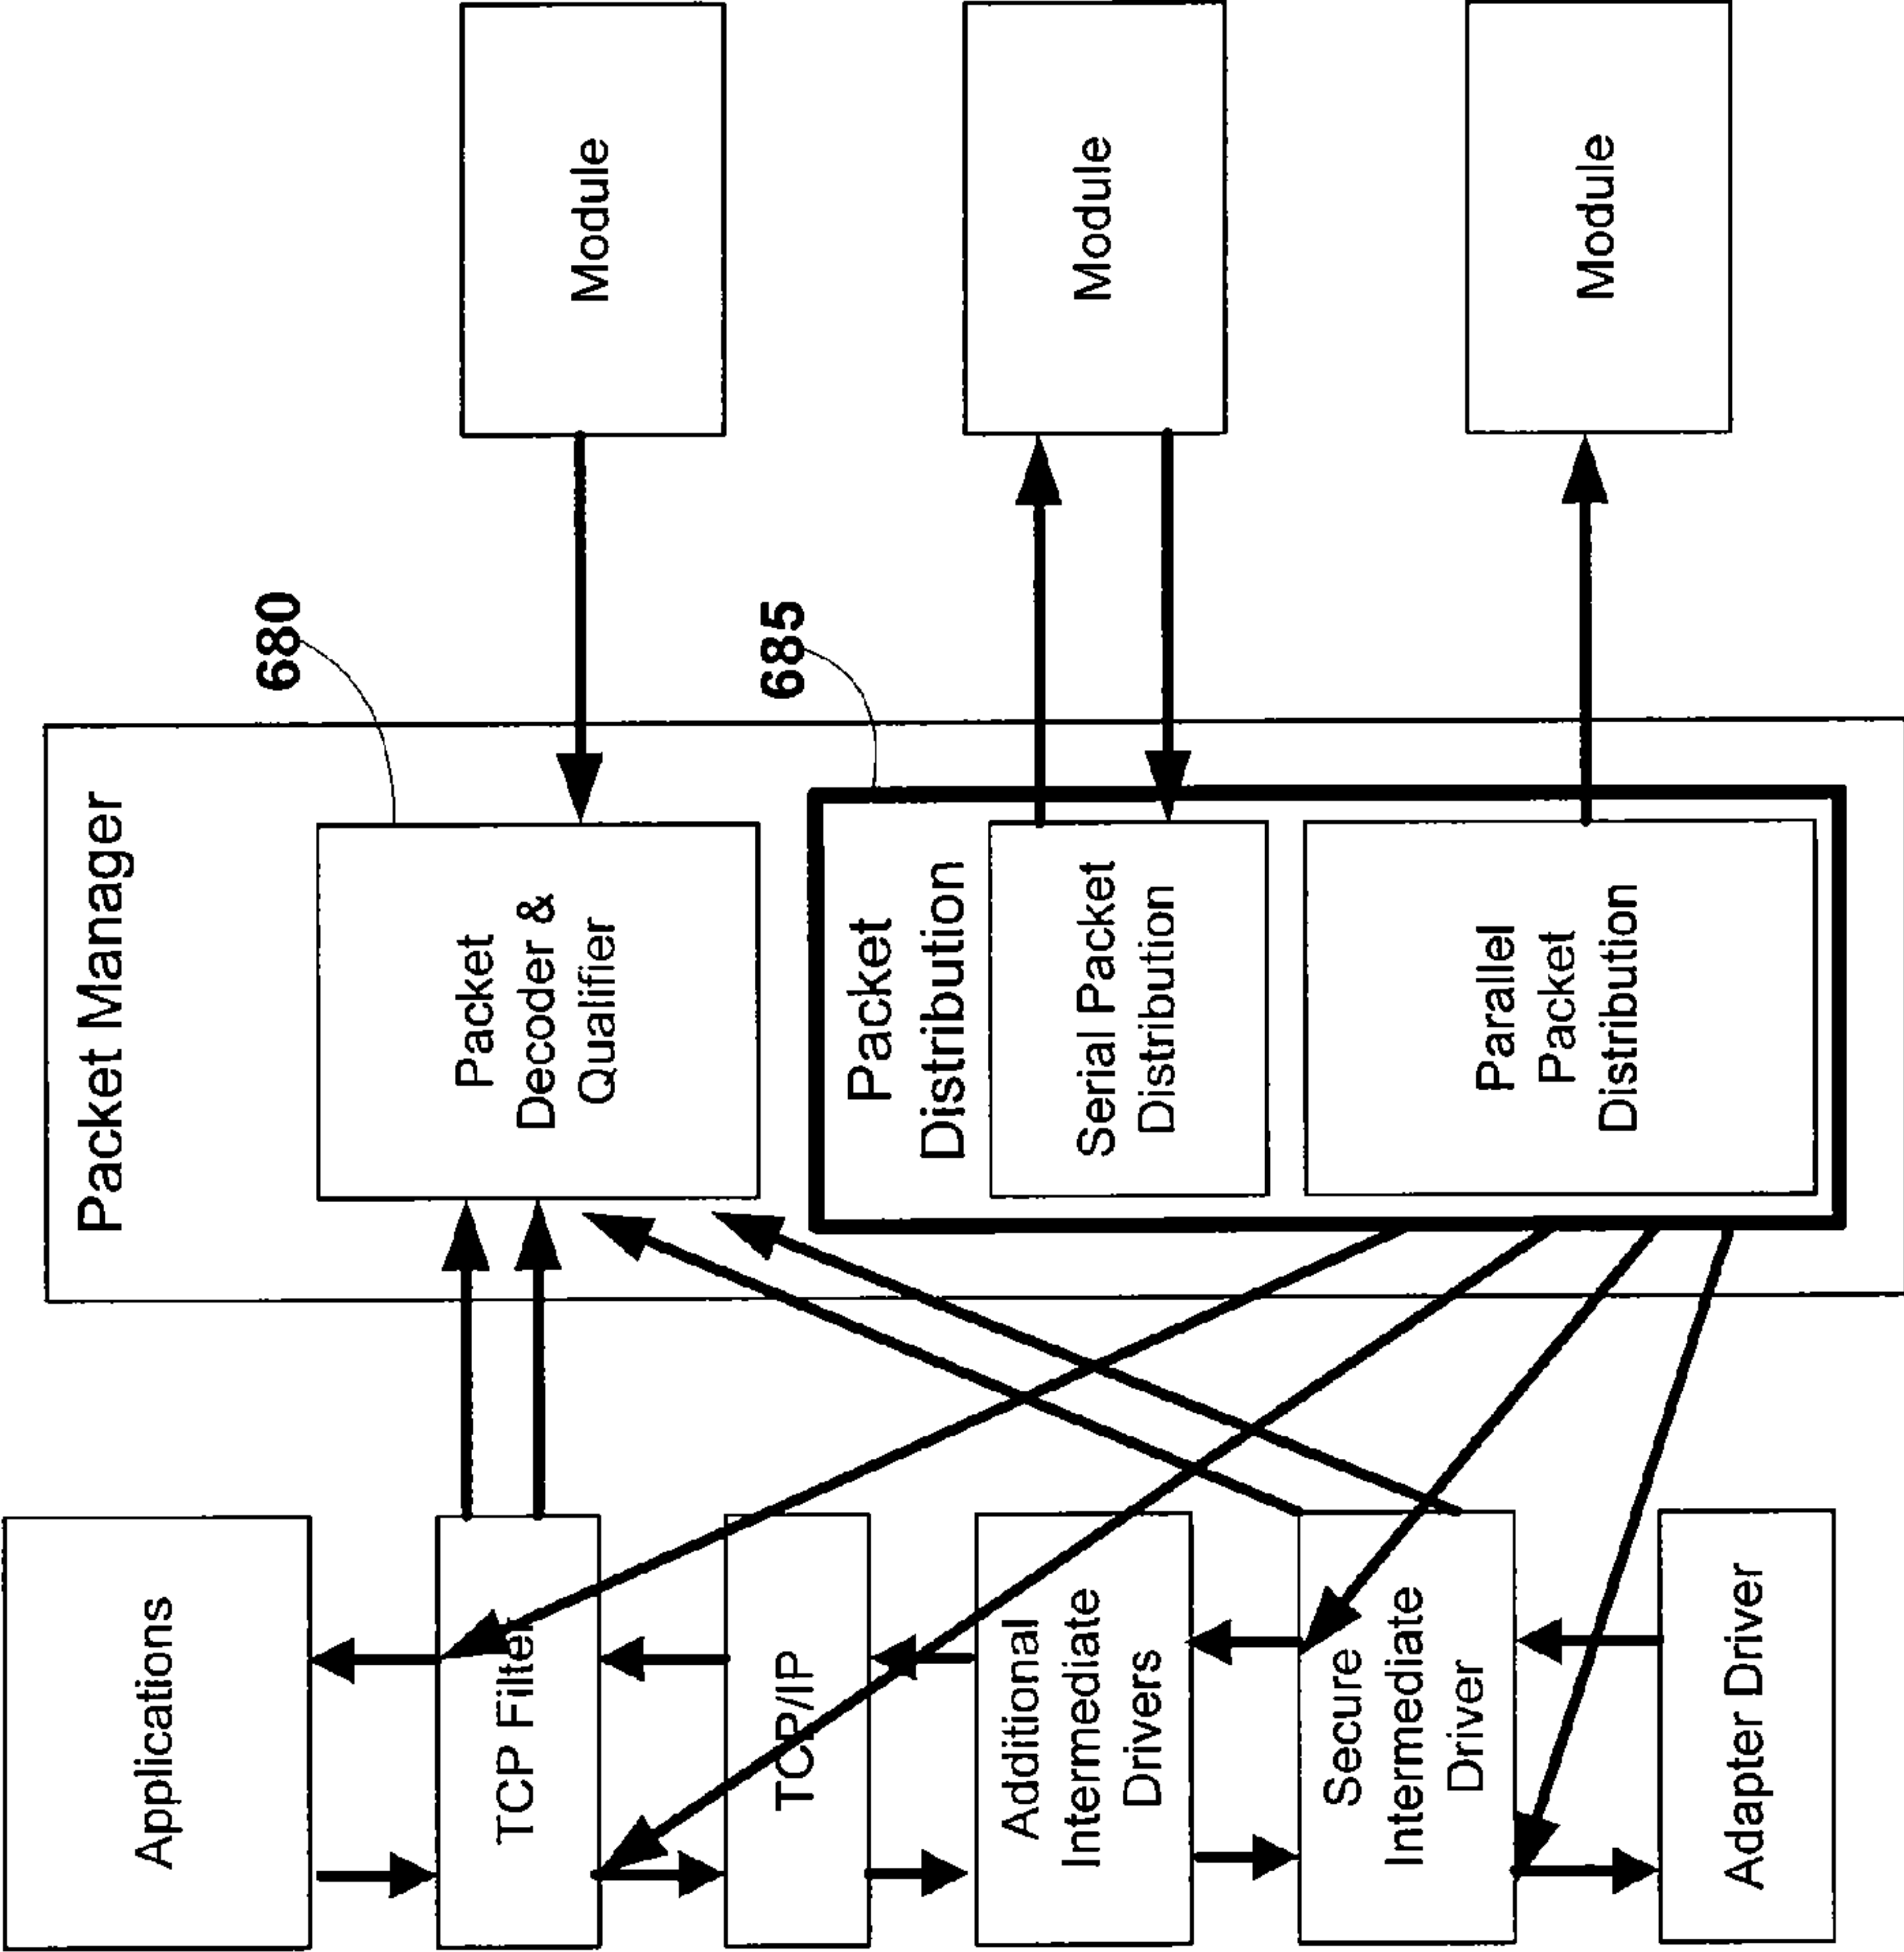 Applications
TCP Filter
TCP/IP
Additional
Intermediate
Drivers
Secure
Intermediate
Driver
Adapter Driver
Packet Manager
Packet
Decoder &
Qualifier
680
Packet
Distribution
685
Serial Packet
Distribution
Parallel
Packet
Distribution
Module
Module
Module